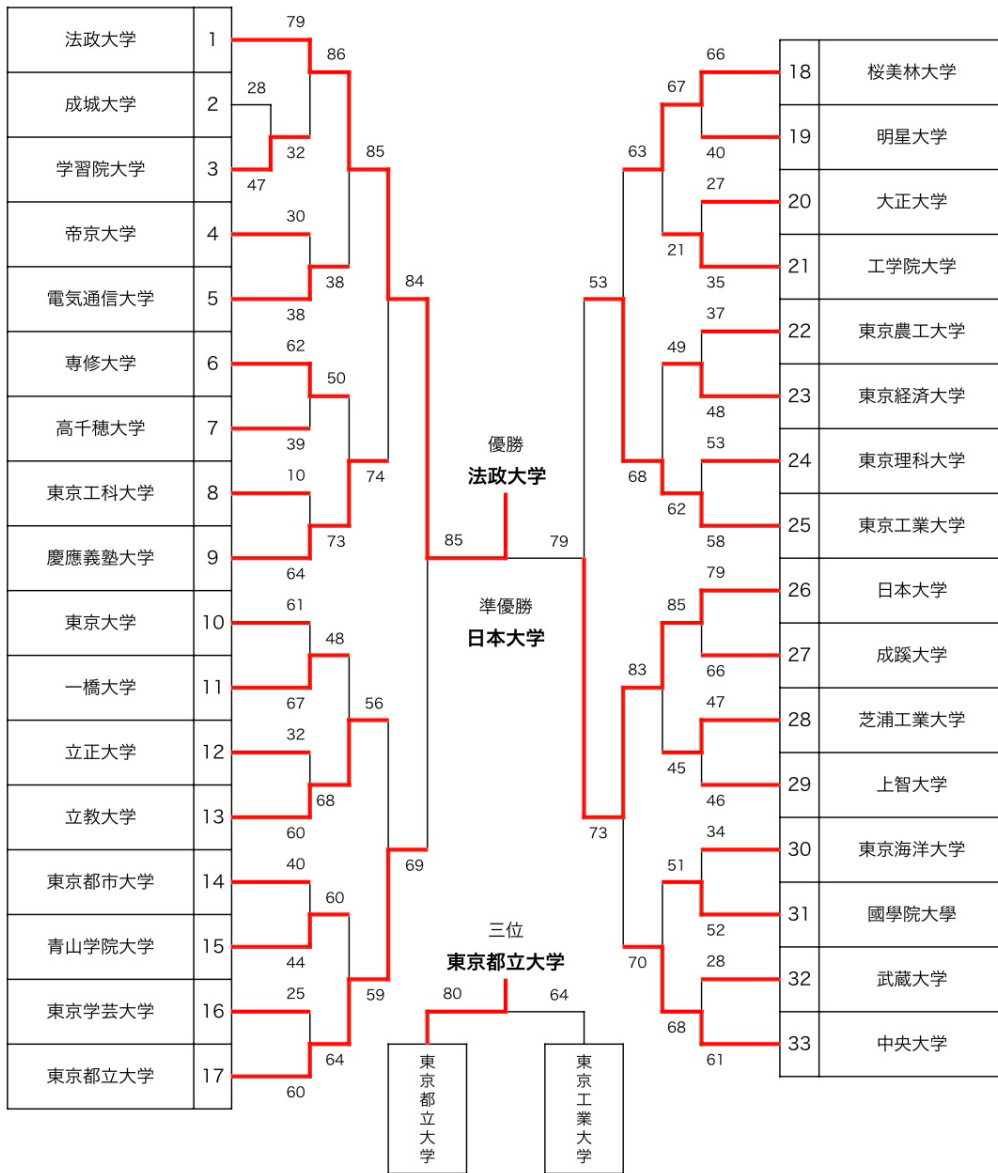 法政大学 1
成城大学 2
学習院大学 3
帝京大学 4
電気通信大学 5
専修大学 6
高千穂大学 7
東京工科大学 8
慶應義塾大学 9
東京大学 10
一橋大学 11
立正大学 12
立教大学 13
東京都市大学 14
青山学院大学 15
東京学芸大学 16
東京都立大学 17
79
28
47
32
30
38
62
39
10
64
61
67
32
60
40
44
25
60
86
38
50
73
48
68
60
64
85
74
56
59
84
69
85
優勝
法政大学
準優勝
日本大学
79
三位
東京都立大学
80
64
東京都立大学
東京工業大学
53
73
63
68
83
70
67
21
49
62
85
45
51
68
66
40
27
35
37
48
53
58
79
66
47
46
34
52
28
61
18 桜美林大学
19 明星大学
20 大正大学
21 工学院大学
22 東京農工大学
23 東京経済大学
24 東京理科大学
25 東京工業大学
26 日本大学
27 成蹊大学
28 芝浦工業大学
29 上智大学
30 東京海洋大学
31 國學院大學
32 武蔵大学
33 中央大学